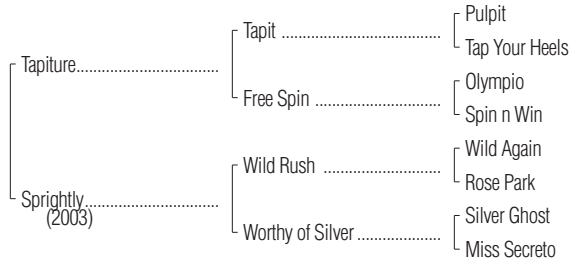 Pulpit
Tapit ........................................
Tap Your Heels
Tapiture....................................
Olympio
Free Spin ................................
Spin n Win
Wild Again
Wild Rush ..............................
Rose Park
Sprightly..................................
(2003)
Silver Ghost
Worthy of Silver .....................
Miss Secreto